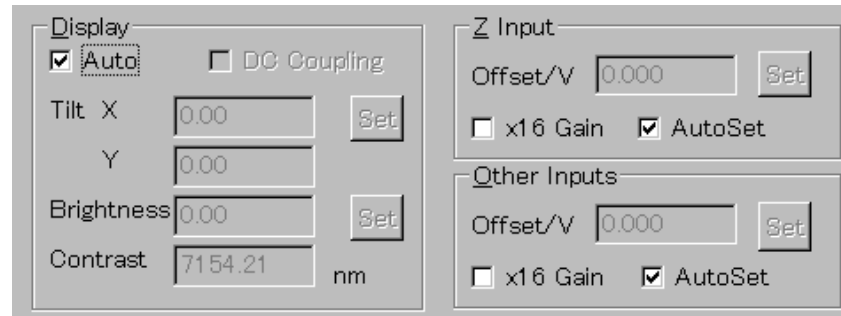 Display
Auto DC Coupling
Tilt X 0.00 Set
Y 0.00
Brightness 0.00 Set
Contrast 7154.21 nm
Z Input
Offset/V 0.000 Set
x16 Gain AutoSet
Other Inputs
Offset/V 0.000 Set
x16 Gain AutoSet